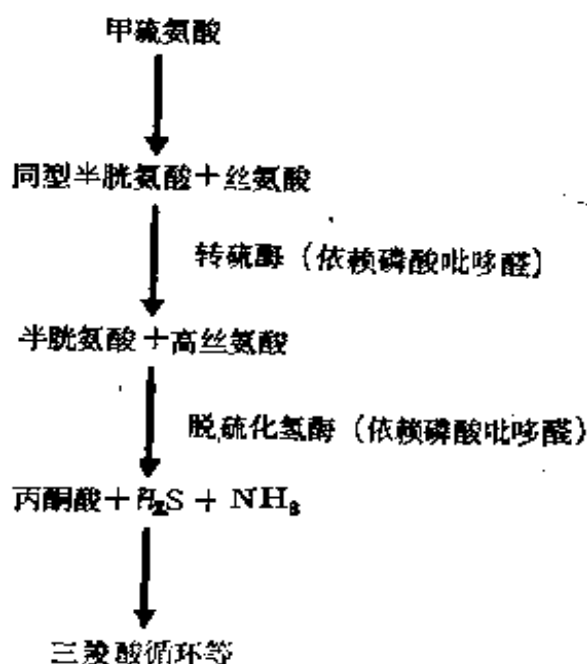 甲硫氨酸
同型半胱氨酸+丝氨酸
转硫酶（依赖磷酸吡哆醛）
半胱氨酸+高丝氨酸
脱硫化氢酶（依赖磷酸吡哆醛）
丙酮酸+H₂S + NH₃
三羧酸循环等